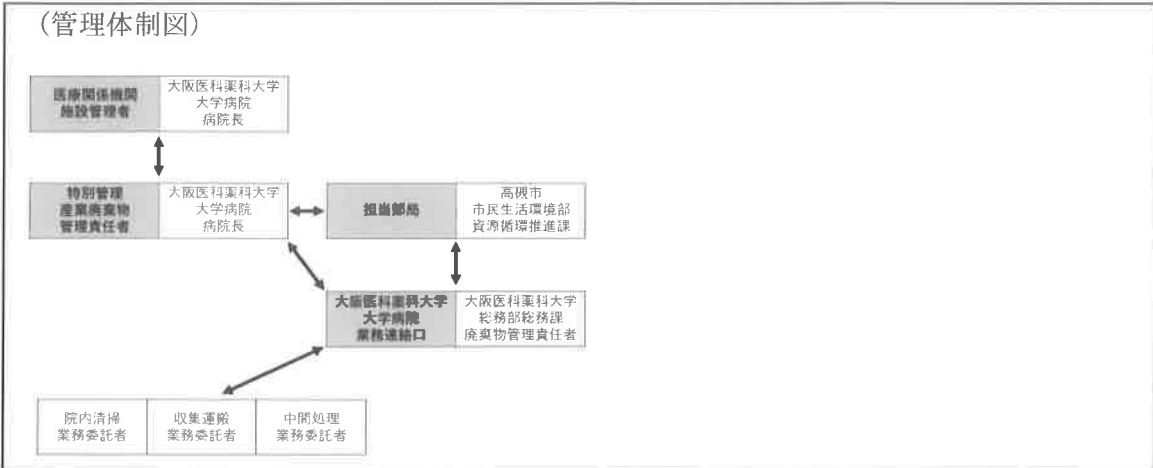 （管理体制図）
医療関係機関
施設管理者
大阪医科薬科大学
大学病院
病院長
特別管理
産業廃棄物
管理責任者
大阪医科薬科大学
大学病院
病院長
担当部局
高槻市
市民生活環境部
資源循環推進課
大阪医科薬科大学
大学病院
業務連絡口
大阪医科薬科大学
総務部総務課
廃棄物管理責任者
院内清掃
業務委託者
収集運搬
業務委託者
中間処理
業務委託者